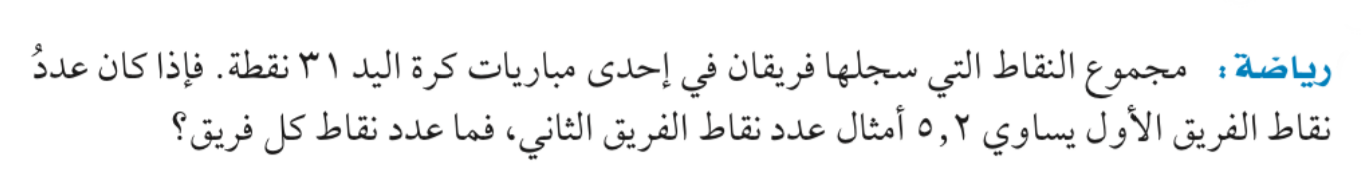 رياضة: مجموع النقاط التي سجلها فريقان في إحدى مباريات كرة اليد ٣١ نقطة. فإذا كان عددُ
نقاط الفريق الأول يساوي ٥,٢ أمثال عدد نقاط الفريق الثاني، فما عدد نقاط كل فريق؟